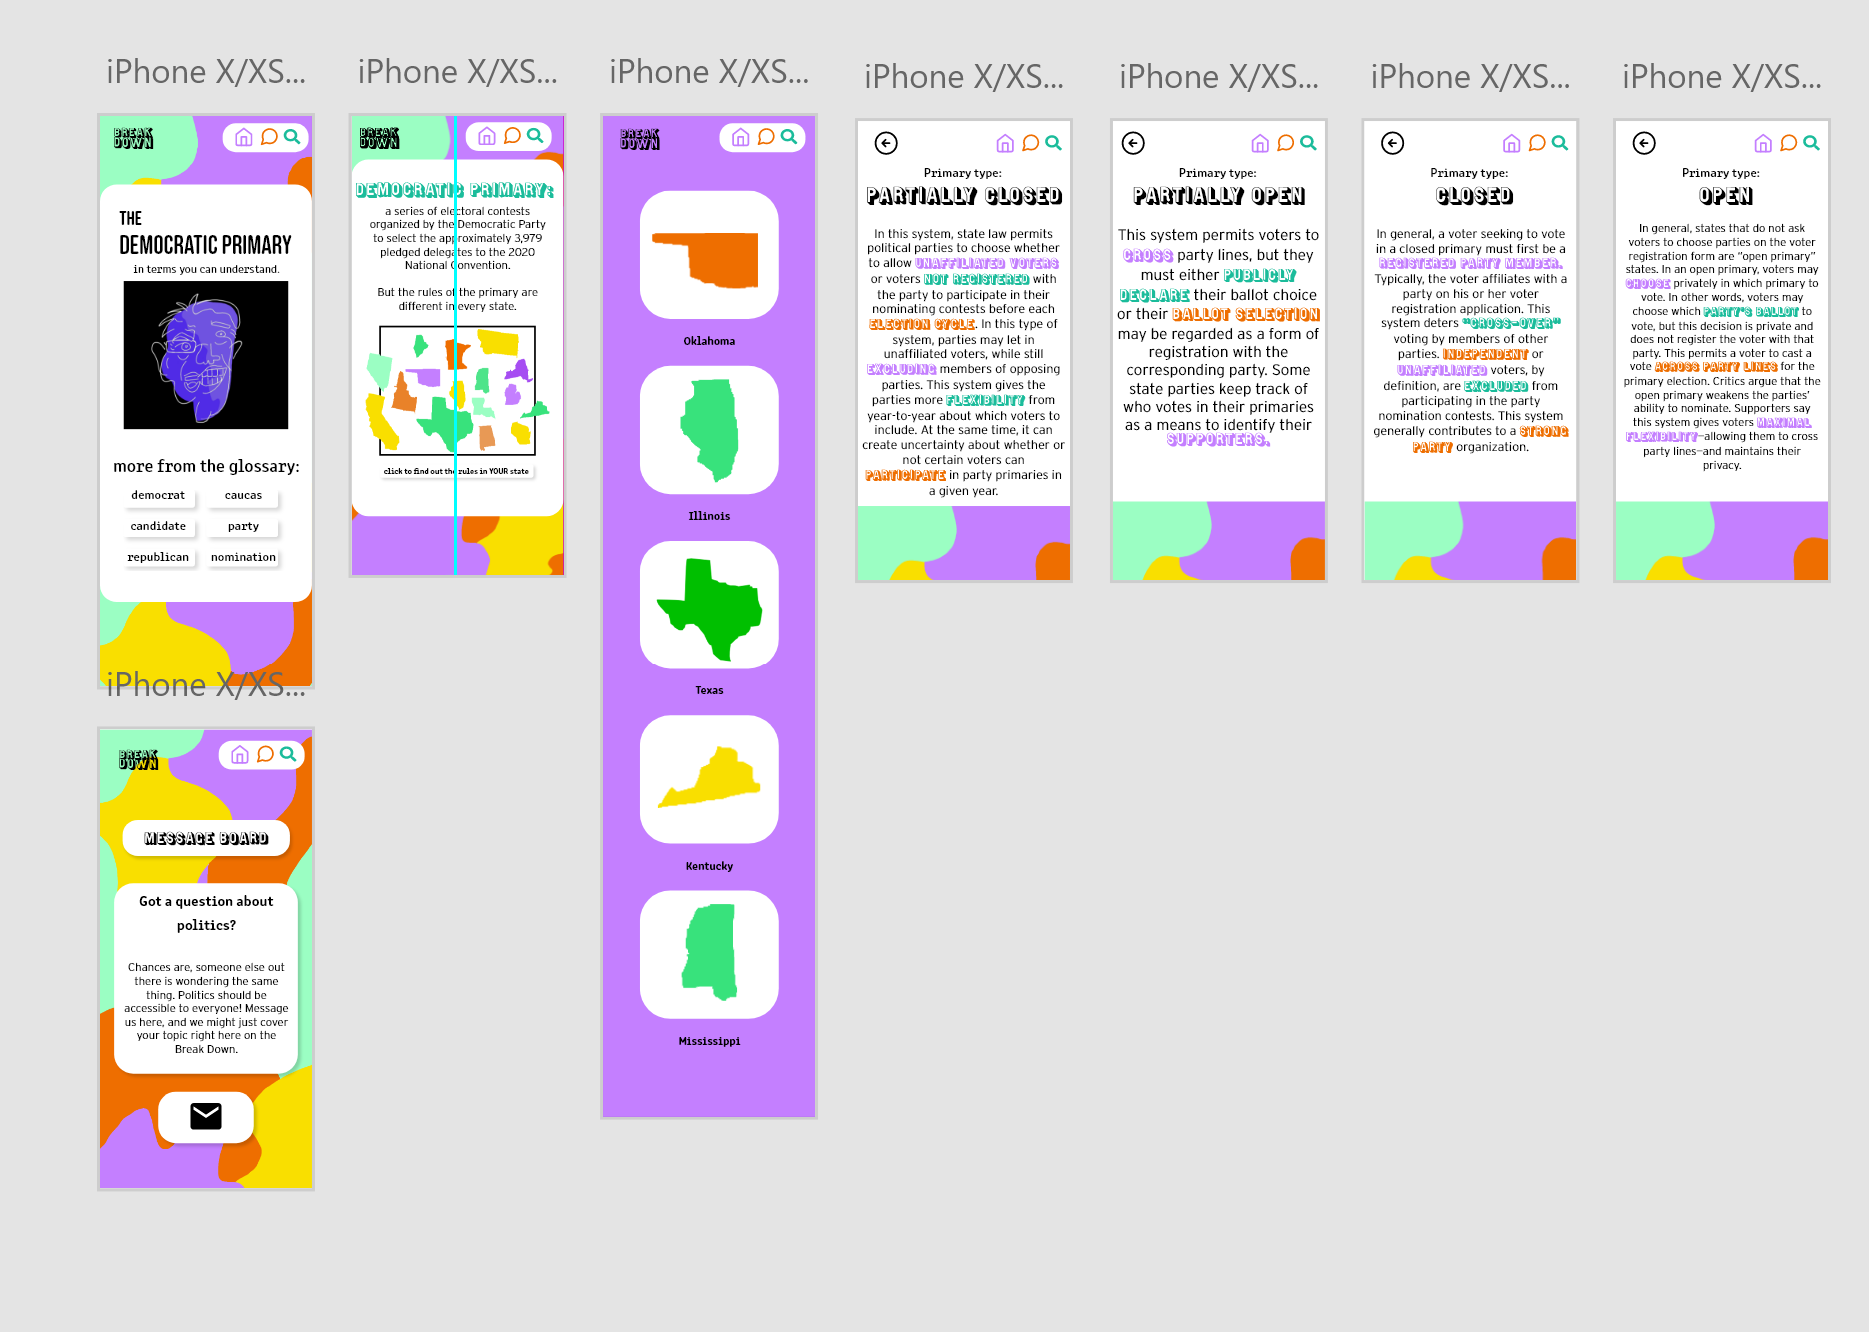 iPhone X/XS...
BREAK
DOWN
THE
DEMOCRATIC PRIMARY
in terms you can understand.
more from the glossary:
democrat
caucas
candidate
party
republican
nomination
iPhone X/XS...
BREAK
DOWN
DEMOCRATIC PRIMARY:
a series of electoral contests
organized by the Democratic Party
to select the approximately 3,979
pledged delegates to the 2020
National Convention.
But the rules of the primary are
different in every state.
click to find out the rules in YOUR state
iPhone X/XS...
BREAK
DOWN
Oklahoma
Illinois
Texas
Kentucky
Mississippi
iPhone X/XS...
Primary type:
PARTIALLY CLOSED
In this system, state law permits
political parties to choose whether
to allow UNAFFILIATED VOTERS
or voters NOT REGISTERED with
the party to participate in their
nominating contests before each
ELECTION CYCLE. In this type of
system, parties may let in
unaffiliated voters, while still
EXCLUDING members of opposing
parties. This system gives the
parties more FLEXIBILITY from
year-to-year about which voters to
include. At the same time, it can
create uncertainty about whether or
not certain voters can
PARTICIPATE in party primaries in
a given year.
iPhone X/XS...
Primary type:
PARTIALLY OPEN
This system permits voters to
CROSS party lines, but they
must either PUBLICLY
DECLARE their ballot choice
or their BALLOT SELECTION
may be regarded as a form of
registration with the
corresponding party. Some
state parties keep track of
who votes in their primaries
as a means to identify their
SUPPORTERS.
iPhone X/XS...
Primary type:
CLOSED
In general, a voter seeking to vote
in a closed primary must first be a
REGISTERED PARTY MEMBER.
Typically, the voter affiliates with a
party on his or her voter
registration application. This
system deters "CROSS-OVER"
voting by members of other
parties. INDEPENDENT or
UNAFFILIATED voters, by
definition, are EXCLUDED from
participating in the party
nomination contests. This system
generally contributes to a STRONG
PARTY organization.
iPhone X/XS...
Primary type:
OPEN
In general, states that do not ask
voters to choose parties on the voter
registration form are “open primary”
states. In an open primary, voters may
CHOOSE privately in which primary to
vote. In other words, voters may
choose which PARTY'S BALLOT to
vote, but this decision is private and
does not register the voter with that
party. This permits a voter to cast a
vote ACROSS PARTY LINES for the
primary election. Critics argue that the
open primary weakens the parties’
ability to nominate. Supporters say
this system gives voters MAXIMAL
FLEXIBILITY—allowing them to cross
party lines—and maintains their
privacy.
iPhone X/XS...
BREAK
DOWN
MESSAGE BOARD
Got a question about
politics?
Chances are, someone else out
there is wondering the same
thing. Politics should be
accessible to everyone! Message
us here, and we might just cover
your topic right here on the
Break Down.